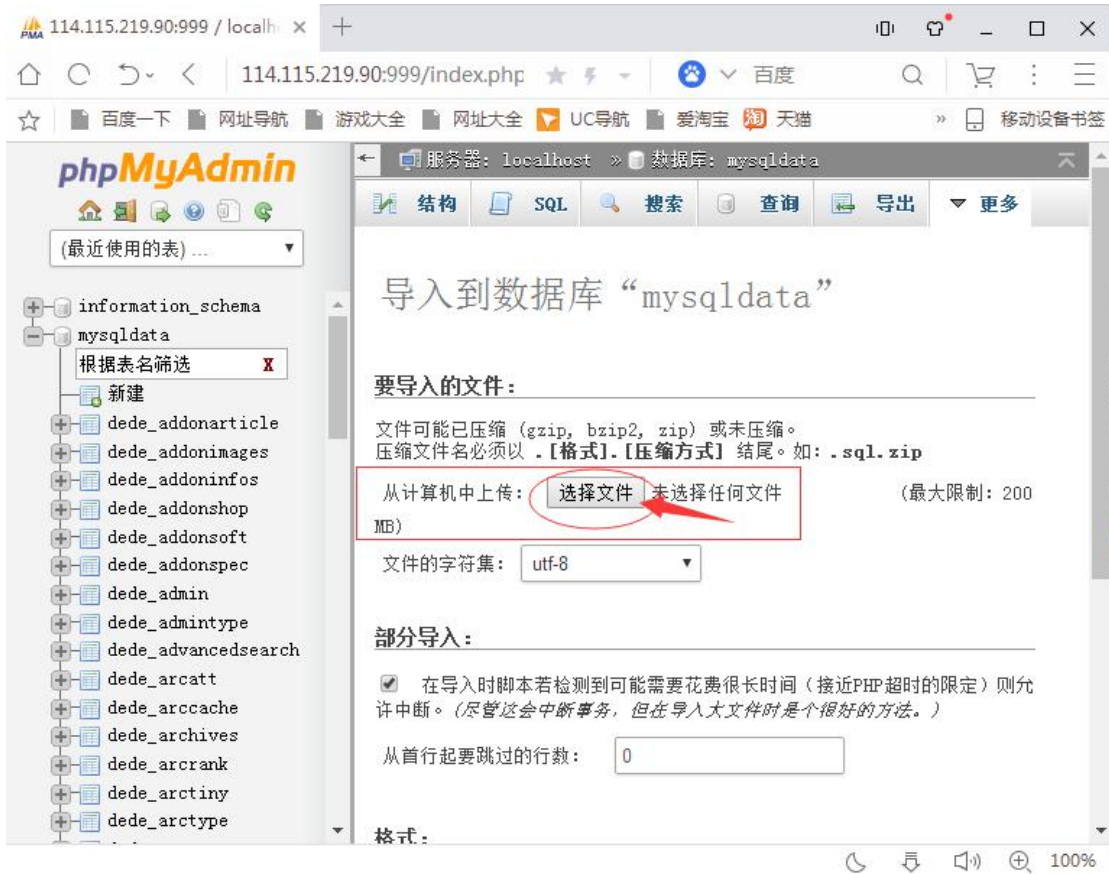 PMA 114.115.219.90:999 / localh
114.115.219.90:999/index.php 百度
百度一下 网址导航 游戏大全 网址大全 UC导航 爱淘宝 淘 天猫 » 移动设备书签
phpMyAdmin
(最近使用的表) ...
information_schema
mysqldata
根据表名筛选 X
新建
dede_addonarticle
dede_addonimages
dede_addoninfos
dede_addonshop
dede_addonsoft
dede_addonspec
dede_admin
dede_admintype
dede_advancedsearch
dede_arcatt
dede_arccache
dede_archives
dede_arcrank
dede_arctiny
dede_arctype
服务器: localhost » 数据库: mysqldata
结构 SQL 搜索 查询 导出 更多
导入到数据库“mysqldata”
要导入的文件:
文件可能已压缩 (gzip, bzip2, zip) 或未压缩。
压缩文件名必须以 .[格式].[压缩方式] 结尾。如: .sql.zip
从计算机中上传: 选择文件 未选择任何文件 (最大限制: 200
MB)
文件的字符集: utf-8
部分导入:
在导入时脚本若检测到可能需要花费很长时间(接近PHP超时的限定)则允
许中断。(尽管这会中断事务, 但在导入大文件时是个很好的方法。)
从首行起要跳过的行数: 0
格式:
100%